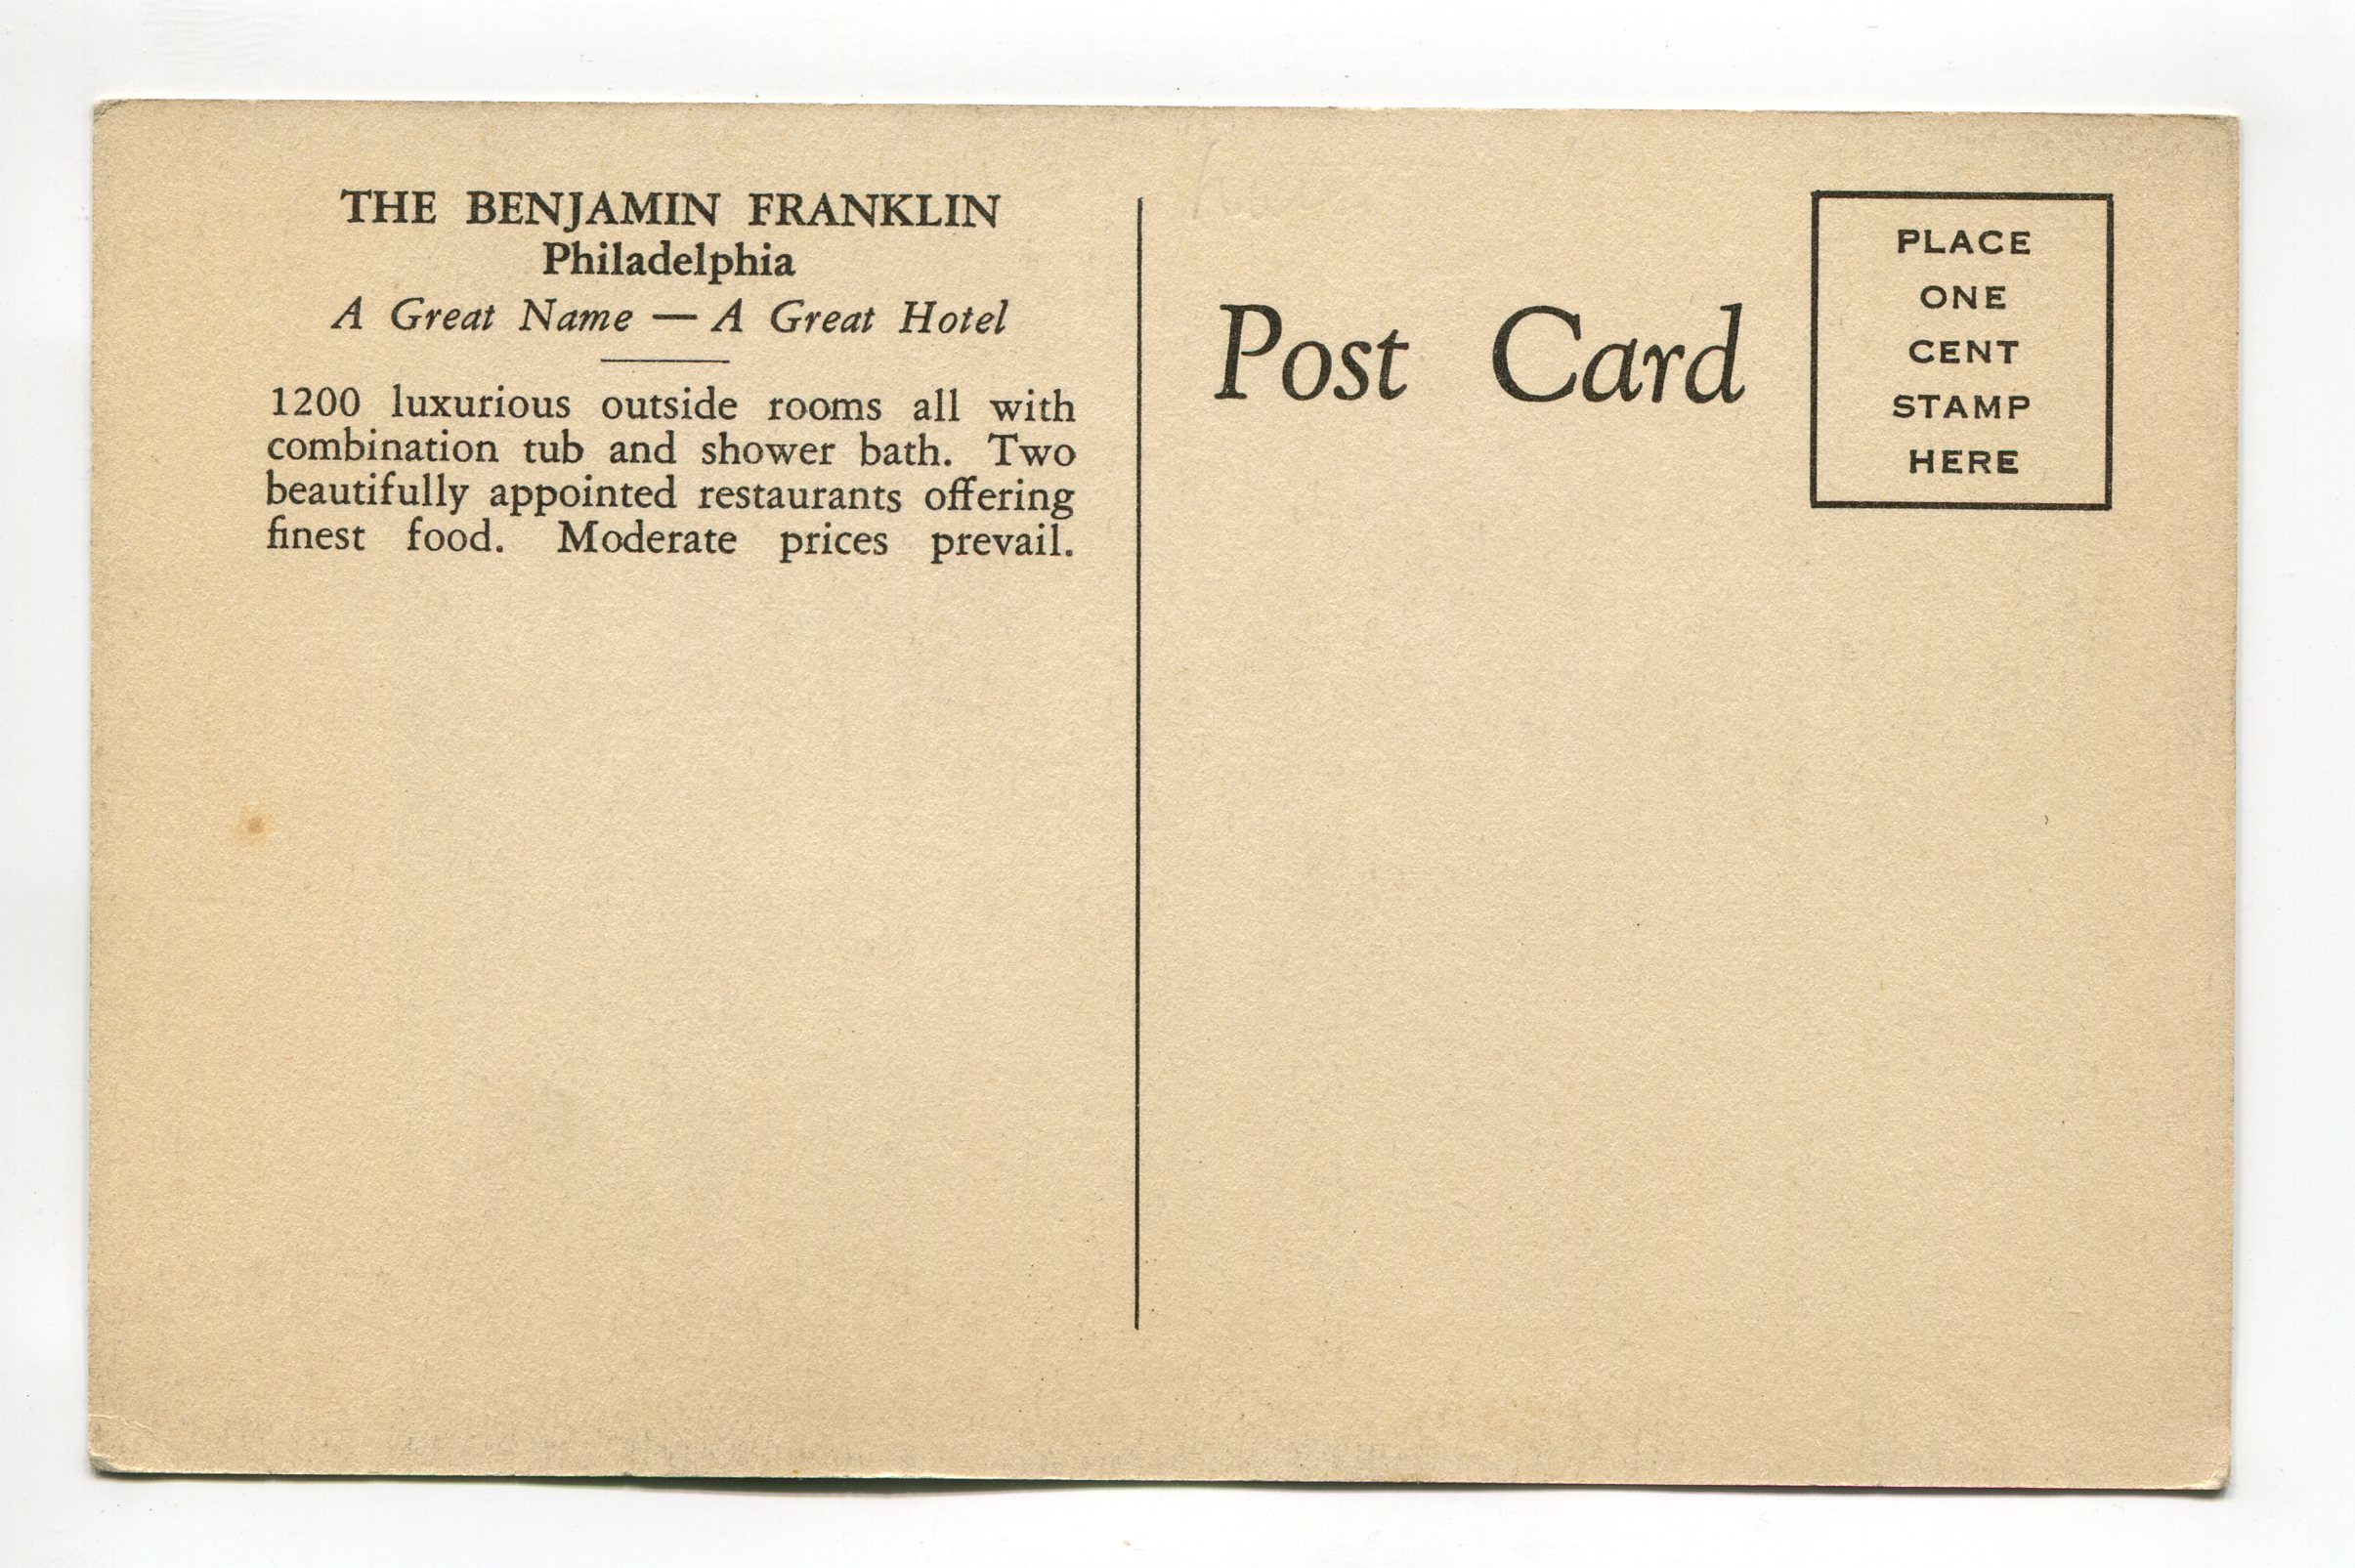 THE BENJAMIN FRANKLIN
Philadelphia
A Great Name — A Great Hotel
1200 luxurious outside rooms all with
combination tub and shower bath. Two
beautifully appointed restaurants offering
finest food. Moderate prices prevail.
Post Card
PLACE
ONE
CENT
STAMP
HERE